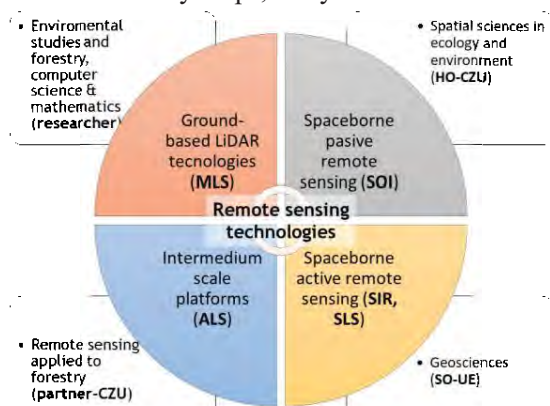 • Enviromental
studies and
forestry,
computer
science &
mathematics
(researcher)
• Spatial sciences in
ecology and
environment
(HO-CZU)
Ground-
based LiDAR
tecnologies
(MLS)
Spaceborne
pasive
remote
sensing (SOI)
Remote sensing
technologies
Intermedium
scale
platforms
(ALS)
Spaceborne
active remote
sensing (SIR,
SLS)
• Remote sensing
applied to
forestry
(partner-CZU)
• Geosciences
(SO-UE)